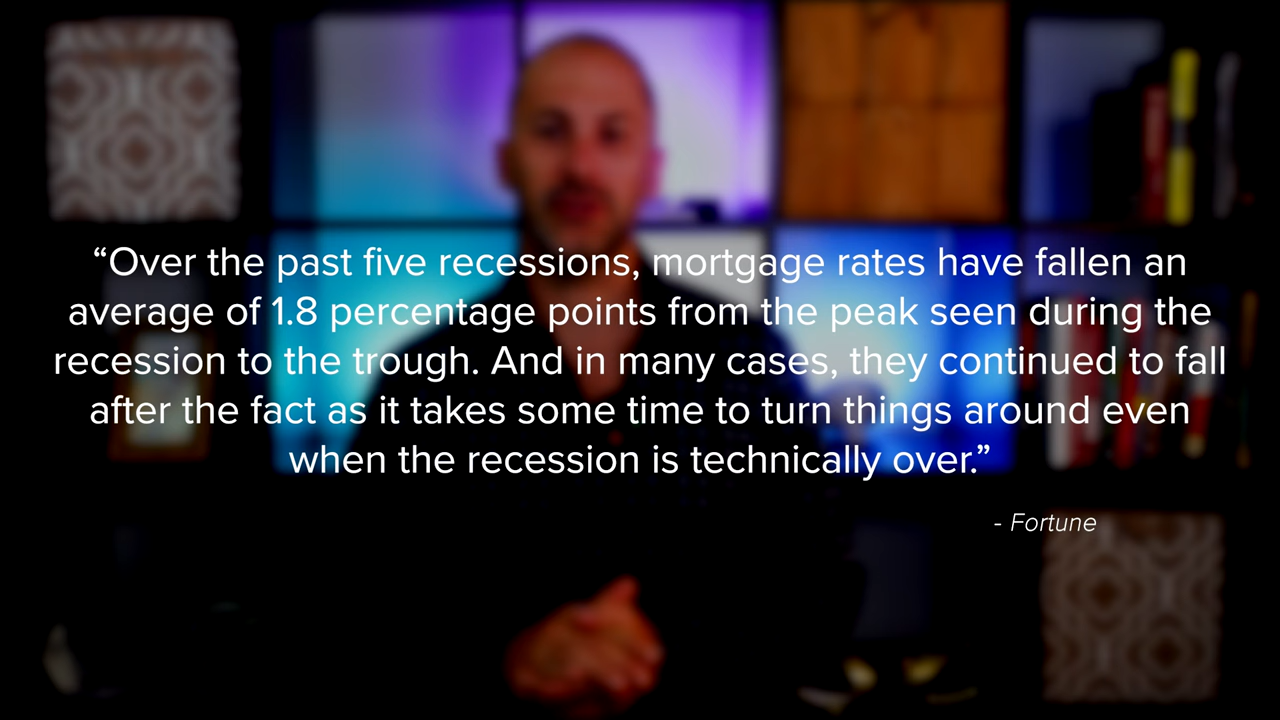 “Over the past five recessions, mortgage rates have fallen an
average of 1.8 percentage points from the peak seen during the
recession to the trough. And in many cases, they continued to fall
after the fact as it takes some time to turn things around even
when the recession is technically over.”
- Fortune